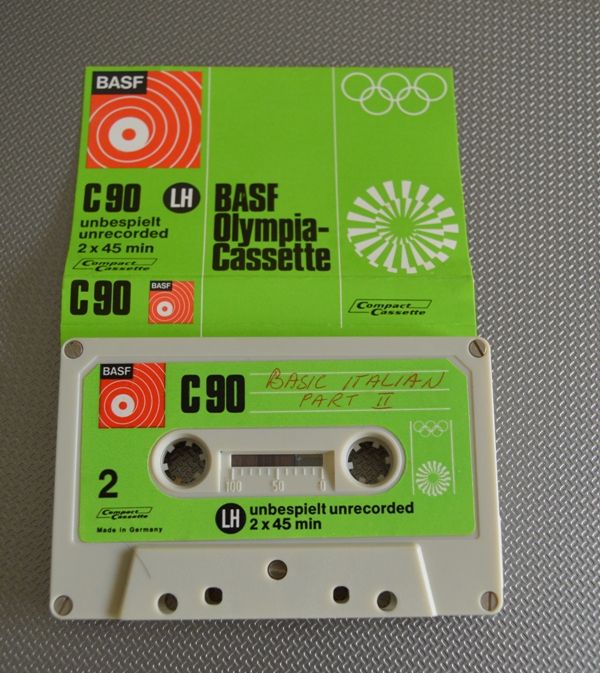 BASF
C 90 LH
unbespielt
unrecorded
2 x 45 min
Compact
Cassette
BASF
Olympia-
Cassette
C 90
BASF
Compact
Cassette
BASF
C 90
BASIC ITALIAN
PART II
2
100 50 0
Compact
Cassette
Made in Germany
LH
unbespielt unrecorded
2 x 45 min